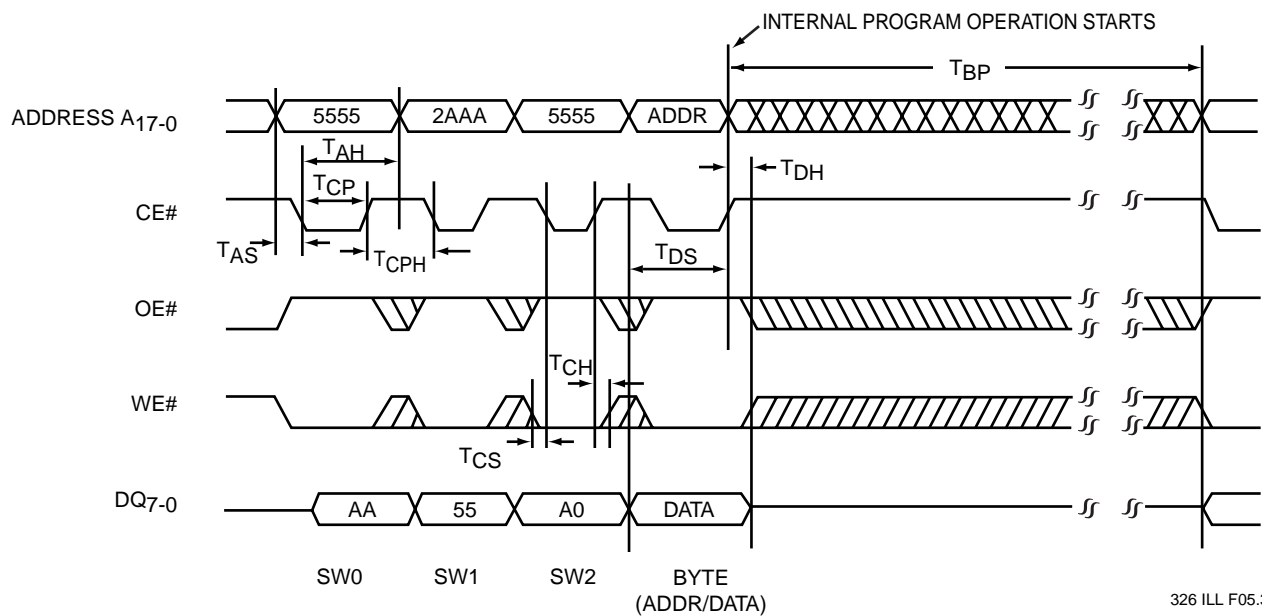 INTERNAL PROGRAM OPERATION STARTS
TBP
ADDRESS A17-0
5555
2AAA
5555
ADDR
TAH
TDH
TCP
CE#
TAS
TCPH
TDS
OE#
TCH
WE#
TCS
DQ7-0
AA
55
A0
DATA
SW0
SW1
SW2
BYTE
(ADDR/DATA)